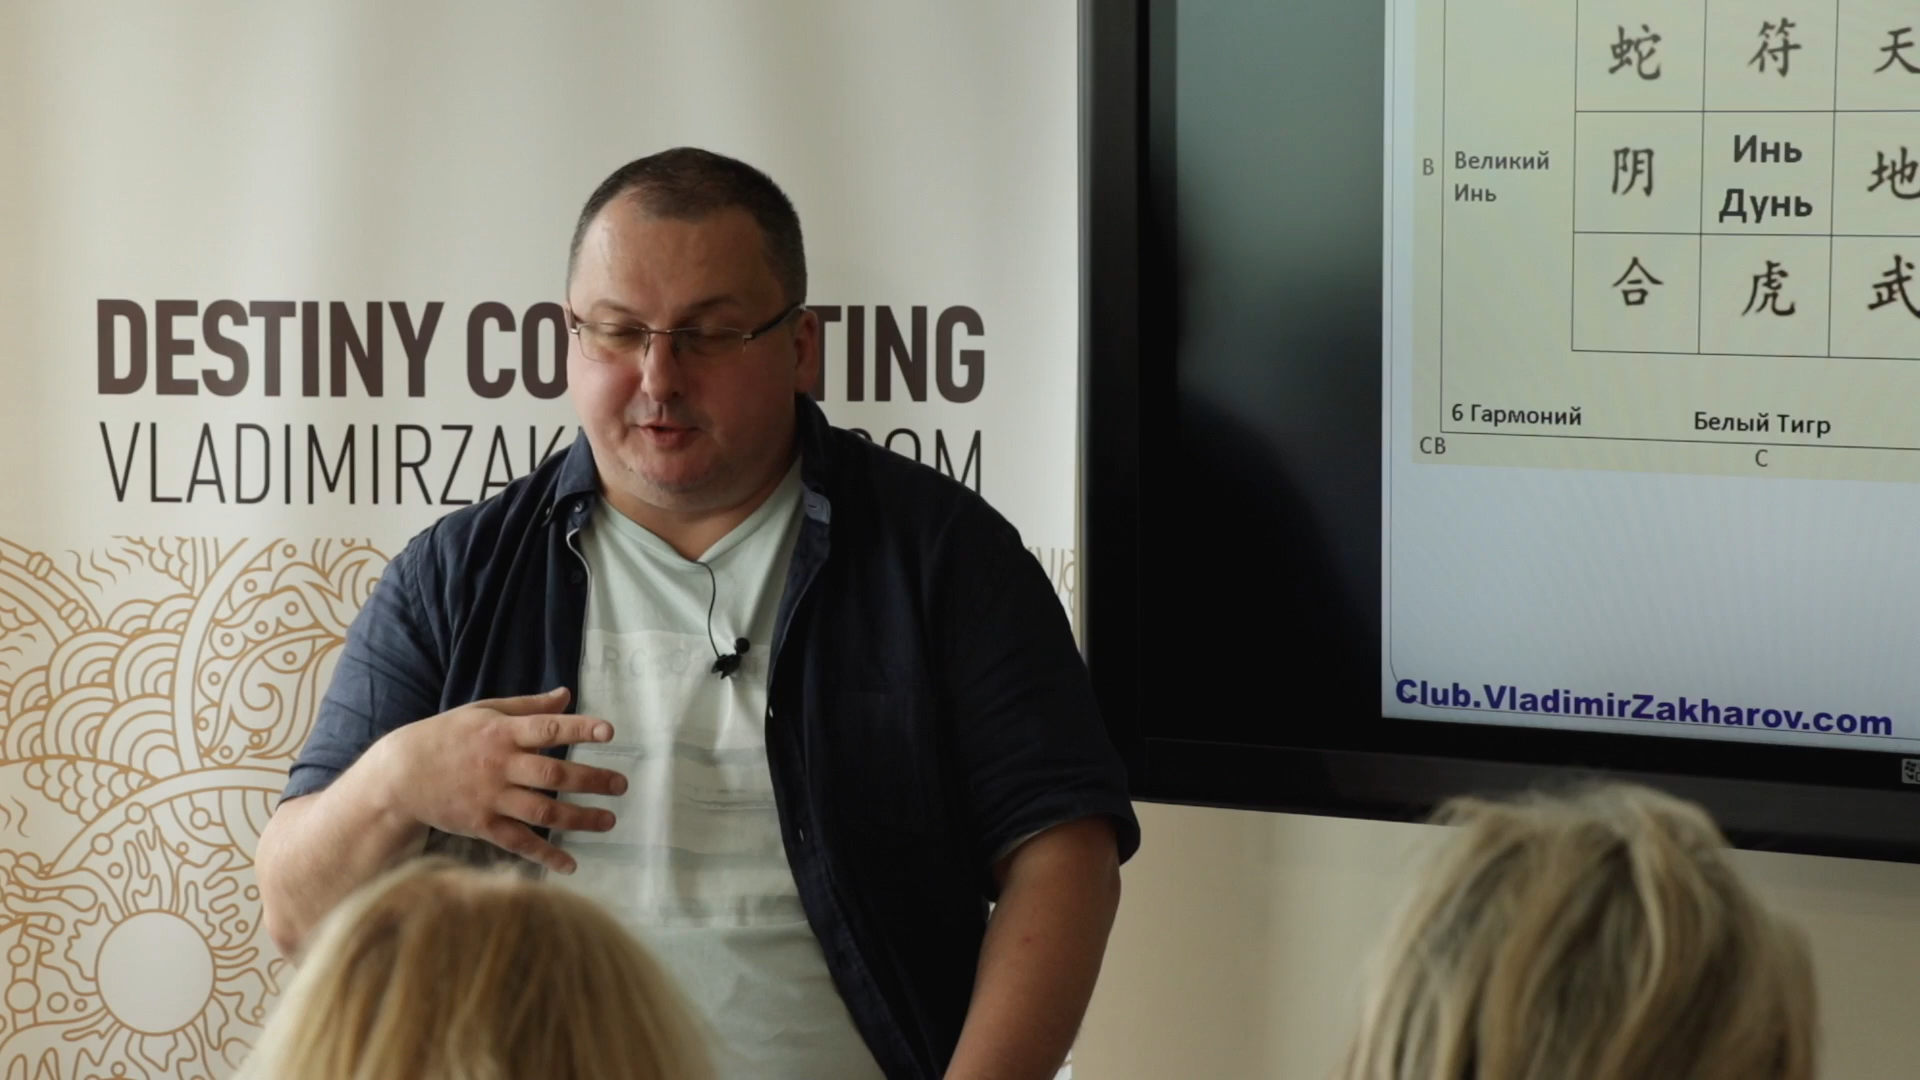 DESTINY CO TING
VLADIMIRZAK OM
蛇 符 天
В Великий Инь
阴 Инь Дунь 地
合 虎 武
6 Гармоний Белый Тигр
СВ С
Club.VladimirZakharov.com